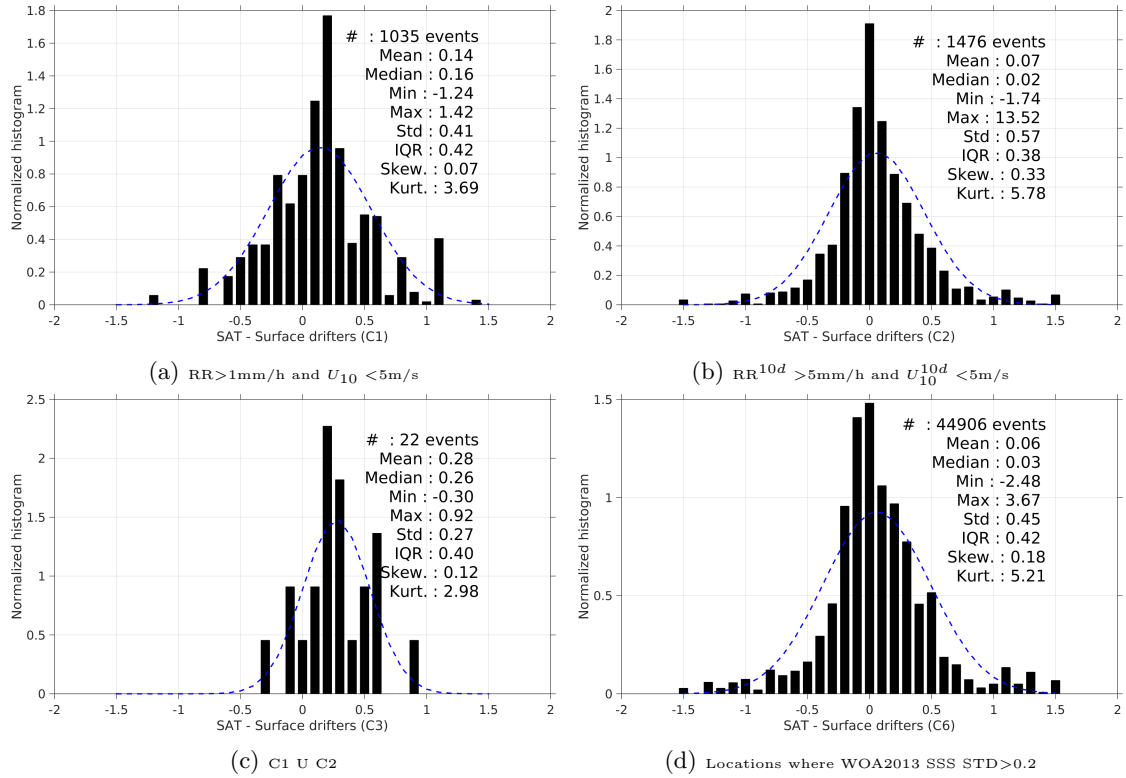 1.8
1.6
1.4
1.2
1
0.8
0.6
0.4
0.2
0
Normalized histogram
# : 1035 events
Mean : 0.14
Median : 0.16
Min : -1.24
Max : 1.42
Std : 0.41
IQR : 0.42
Skew. : 0.07
Kurt. : 3.69
-2 -1.5 -1 -0.5 0 0.5 1 1.5 2
SAT - Surface drifters (C1)
(a) RR>1mm/h and U10 <5m/s
2
1.8
1.6
1.4
1.2
1
0.8
0.6
0.4
0.2
0
Normalized histogram
# : 1476 events
Mean : 0.07
Median : 0.02
Min : -1.74
Max : 13.52
Std : 0.57
IQR : 0.38
Skew. : 0.33
Kurt. : 5.78
-2 -1.5 -1 -0.5 0 0.5 1 1.5 2
SAT - Surface drifters (C2)
(b) RR10d >5mm/h and U10d10 <5m/s
2.5
2
1.5
1
0.5
0
Normalized histogram
# : 22 events
Mean : 0.28
Median : 0.26
Min : -0.30
Max : 0.92
Std : 0.27
IQR : 0.40
Skew. : 0.12
Kurt. : 2.98
-2 -1.5 -1 -0.5 0 0.5 1 1.5 2
SAT - Surface drifters (C3)
(c) C1 U C2
1.5
1
0.5
0
Normalized histogram
# : 44906 events
Mean : 0.06
Median : 0.03
Min : -2.48
Max : 3.67
Std : 0.45
IQR : 0.42
Skew. : 0.18
Kurt. : 5.21
-2 -1.5 -1 -0.5 0 0.5 1 1.5 2
SAT - Surface drifters (C6)
(d) Locations where WOA2013 SSS STD>0.2